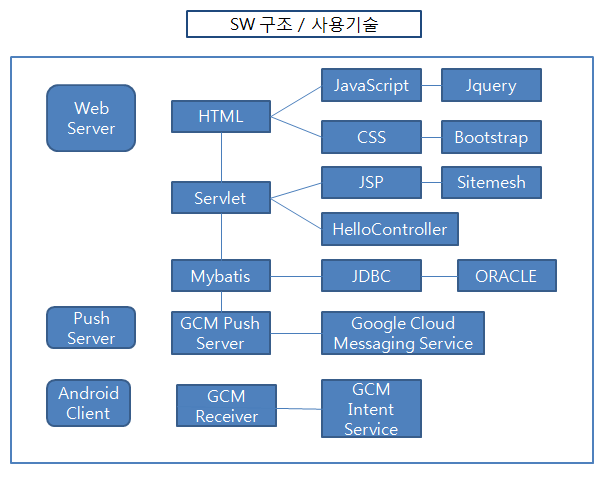 SW 구조 / 사용기술
Web
Server
HTML
JavaScript
Jquery
CSS
Bootstrap
Servlet
JSP
Sitemesh
HelloController
Mybatis
JDBC
ORACLE
Push
Server
GCM Push
Server
Google Cloud
Messaging Service
Android
Client
GCM
Receiver
GCM
Intent
Service